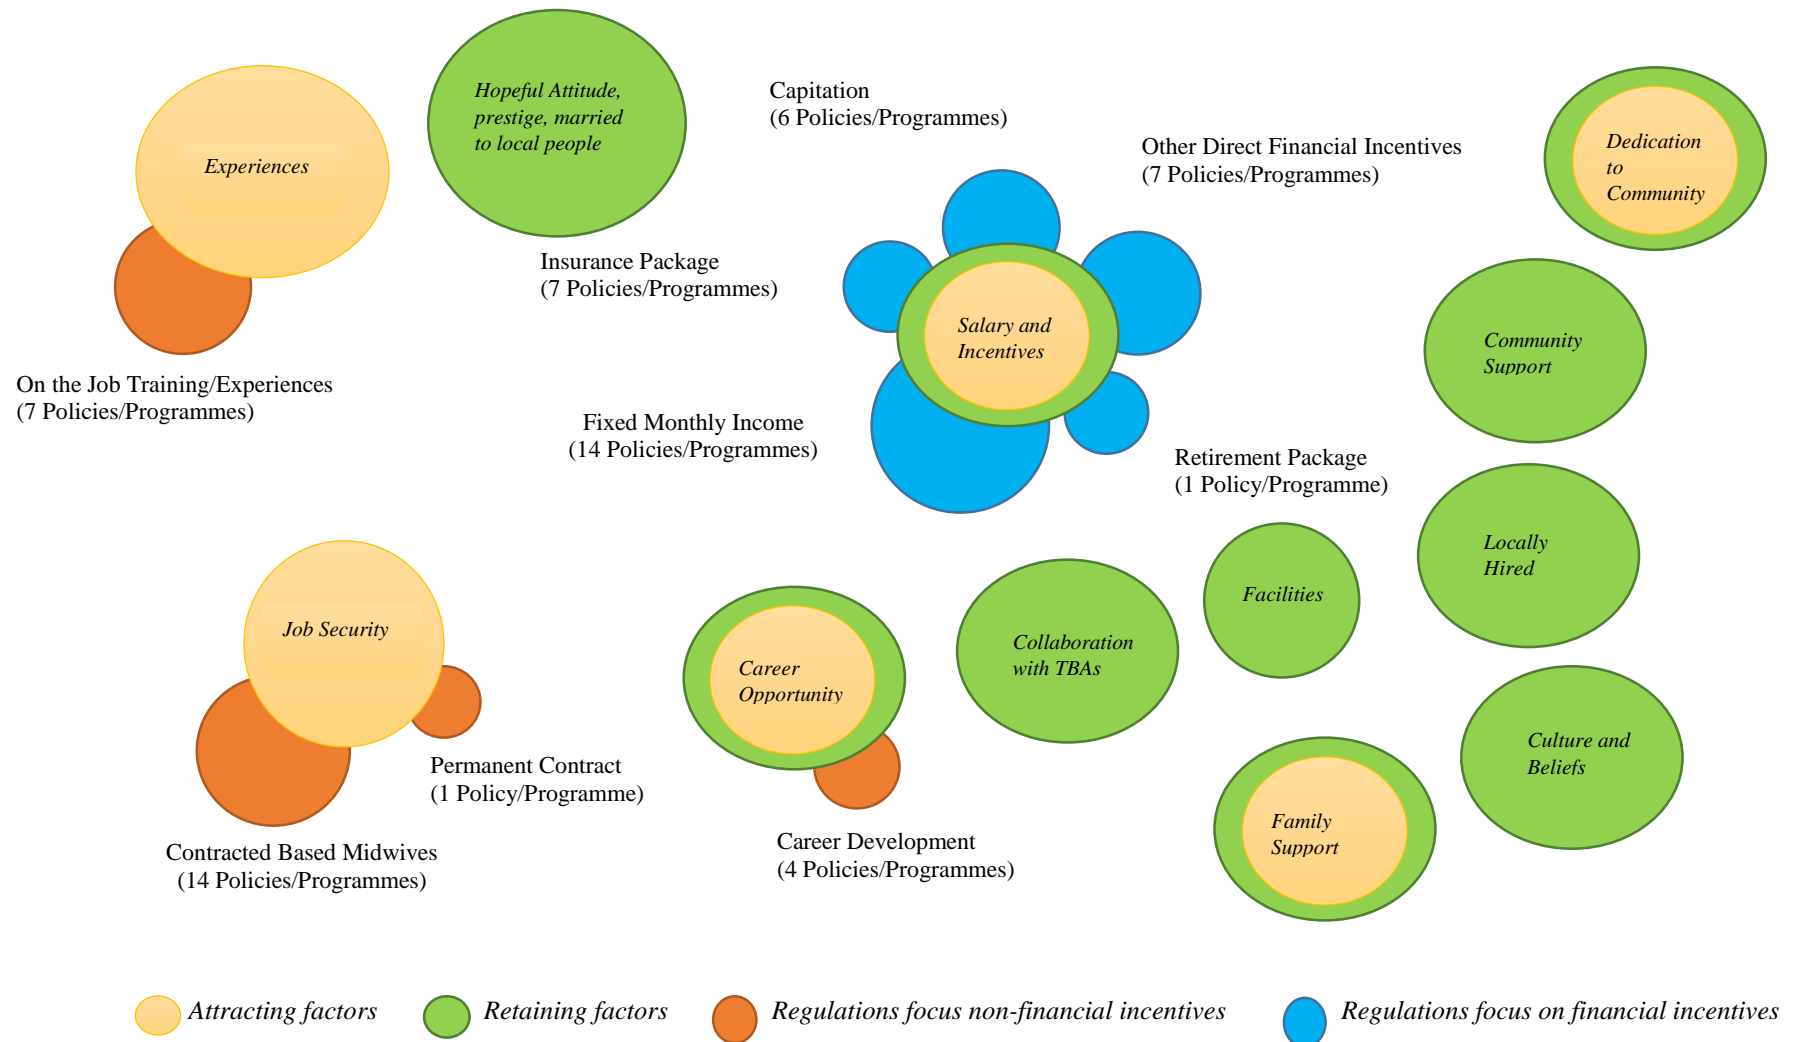 Hopeful Attitude,
prestige, married
to local people
Experiences
Capitation
(6 Policies/Programmes)
Other Direct Financial Incentives
(7 Policies/Programmes)
Dedication
to
Community
Insurance Package
(7 Policies/Programmes)
Salary and
Incentives
Community
Support
On the Job Training/Experiences
(7 Policies/Programmes)
Fixed Monthly Income
(14 Policies/Programmes)
Retirement Package
(1 Policy/Programme)
Locally
Hired
Facilities
Job Security
Collaboration
with TBAs
Career
Opportunity
Culture and
Beliefs
Permanent Contract
(1 Policy/Programme)
Family
Support
Contracted Based Midwives
(14 Policies/Programmes)
Career Development
(4 Policies/Programmes)
Attracting factors
Retaining factors
Regulations focus non-financial incentives
Regulations focus on financial incentives